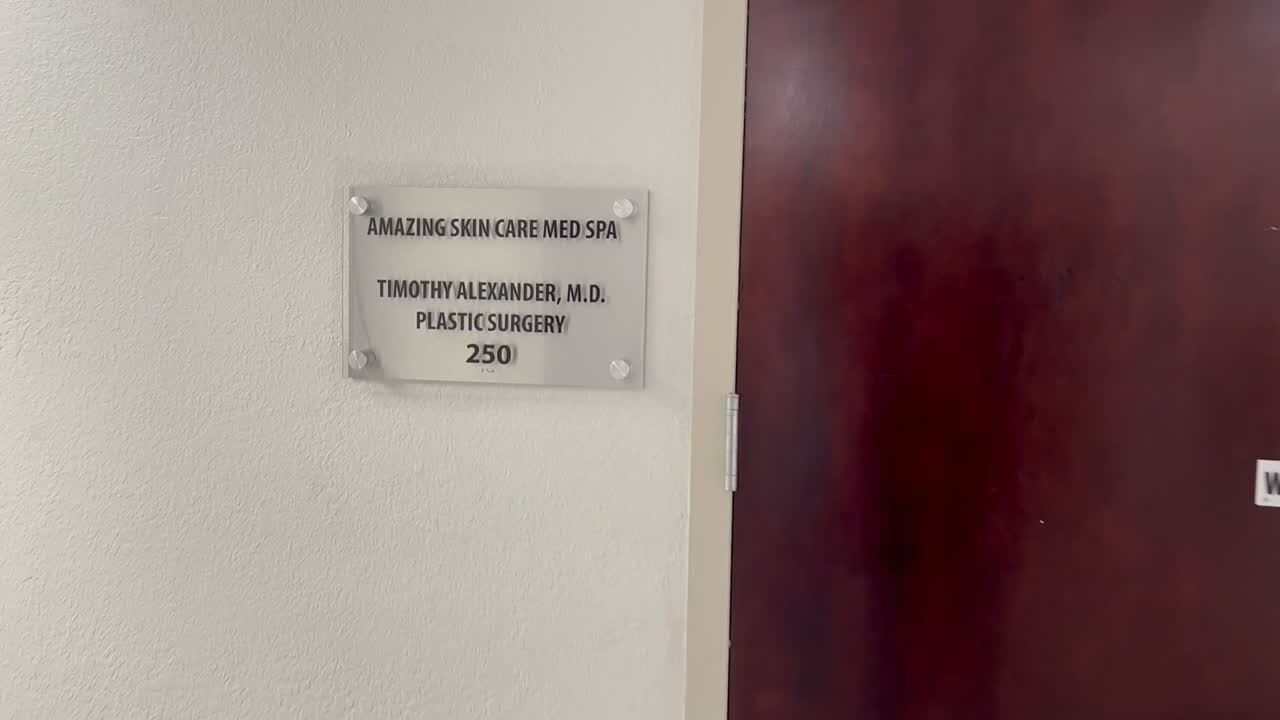 AMAZING SKIN CARE MED SPA
TIMOTHY ALEXANDER, M.D.
PLASTIC SURGERY
250
W